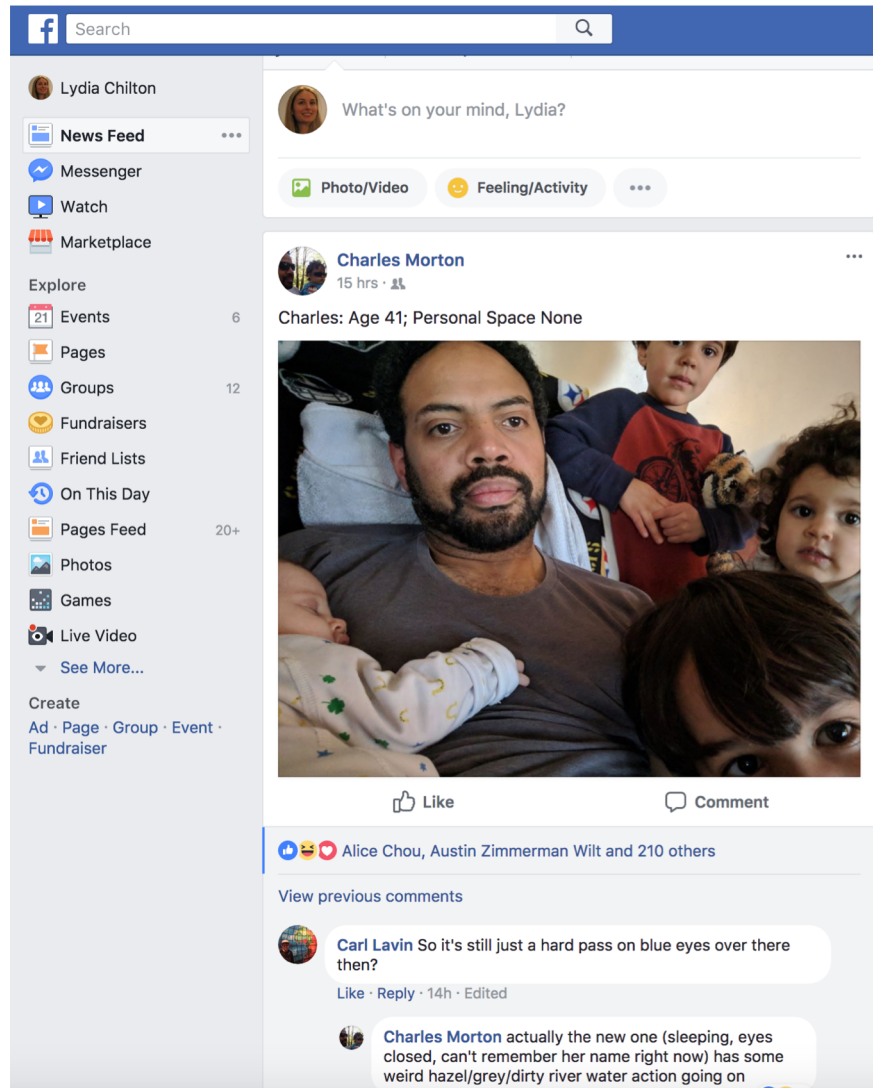 Search
Lydia Chilton
What's on your mind, Lydia?
News Feed
Messenger
Photo/Video
Feeling/Activity
Watch
Marketplace
Explore
21 Events 6
Pages
Groups 12
Fundraisers
Friend Lists
On This Day
Pages Feed 20+
Photos
Games
Live Video
See More...
Create
Ad · Page · Group · Event ·
Fundraiser
Charles Morton
15 hrs ·
Charles: Age 41; Personal Space None
Like
Comment
Alice Chou, Austin Zimmerman Wilt and 210 others
View previous comments
Carl Lavin So it's still just a hard pass on blue eyes over there
then?
Like · Reply · 14h · Edited
Charles Morton actually the new one (sleeping, eyes
closed, can't remember her name right now) has some
weird hazel/grey/dirty river water action going on